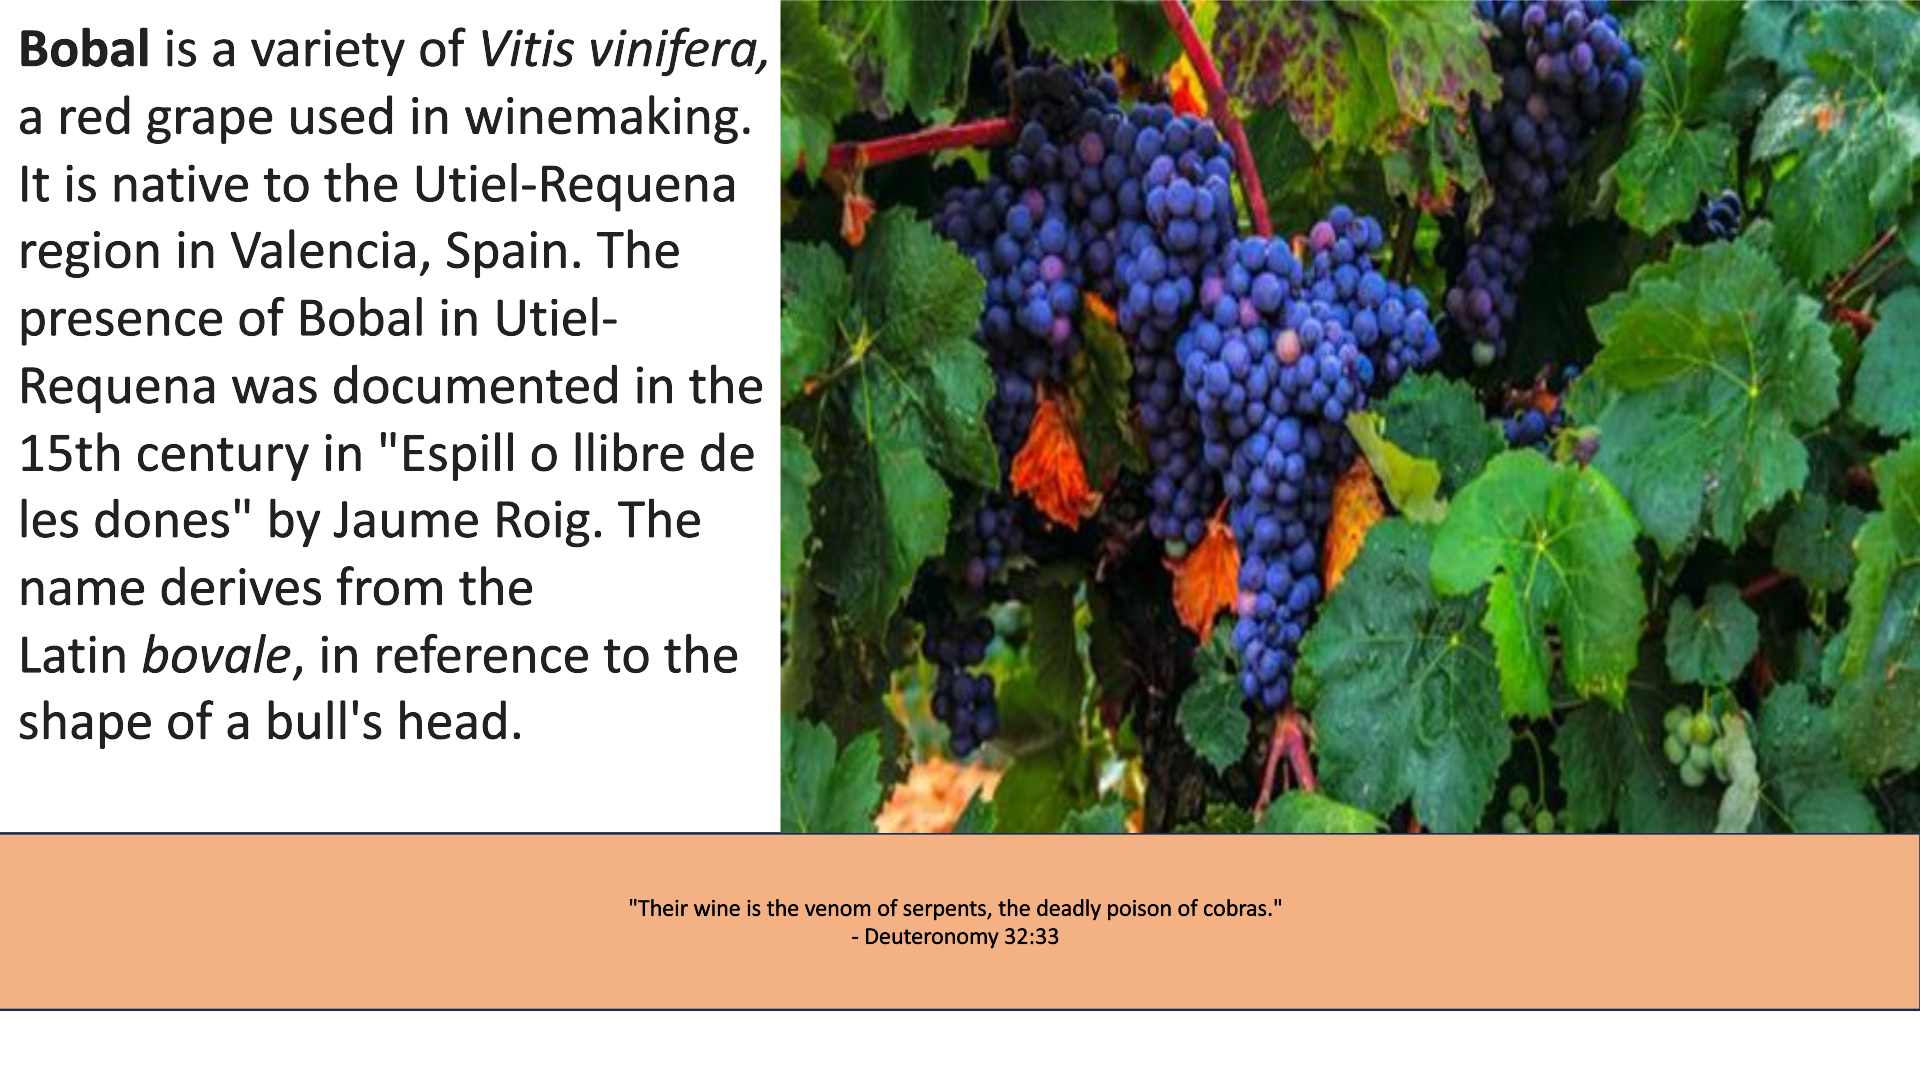 Bobal is a variety of Vitis vinifera,
a red grape used in winemaking.
It is native to the Utiel-Requena
region in Valencia, Spain. The
presence of Bobal in Utiel-
Requena was documented in the
15th century in "Espill o llibre de
les dones" by Jaume Roig. The
name derives from the
Latin bovale, in reference to the
shape of a bull's head.
"Their wine is the venom of serpents, the deadly poison of cobras."
- Deuteronomy 32:33